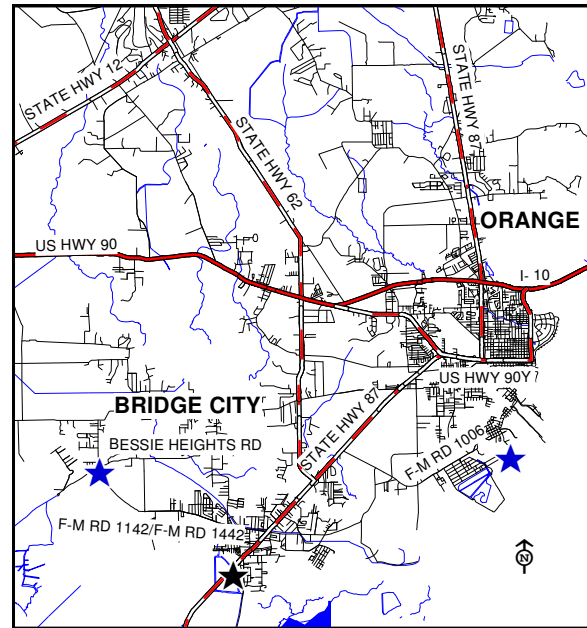 STATE HWY 12
STATE HWY 62
STATE HWY 87
ORANGE
US HWY 90
I- 10
US HWY 90Y
BRIDGE CITY
BESSIE HEIGHTS RD
STATE HWY 87
F-M RD 1006
F-M RD 1142/F-M RD 1442
N